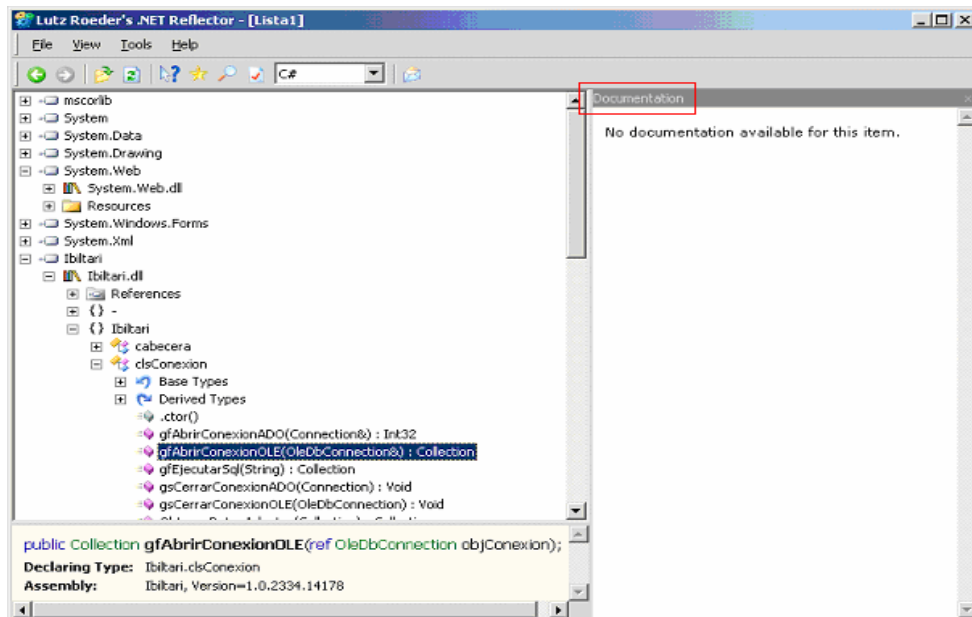 Lutz Roeder's .NET Reflector - [Lista1]
File View Tools Help
C#
mscorlib
System
System.Data
System.Drawing
System.Web
System.Web.dll
Resources
System.Windows.Forms
System.Xml
Ibiltari
Ibiltari.dll
References
{} -
{} Ibiltari
cabecera
clsConexion
Base Types
Derived Types
.ctor()
gfAbrirConexionADO(Connection&) : Int32
gfAbrirConexionOLE(OleDbConnection&) : Collection
gfEjecutarSql(String) : Collection
gsCerrarConexionADO(Connection) : Void
gsCerrarConexionOLE(OleDbConnection) : Void
public Collection gfAbrirConexionOLE(ref OleDbConnection objConexion);
Declaring Type: Ibiltari.clsConexion
Assembly: Ibiltari, Version=1.0.2334.14178
Documentation
No documentation available for this item.